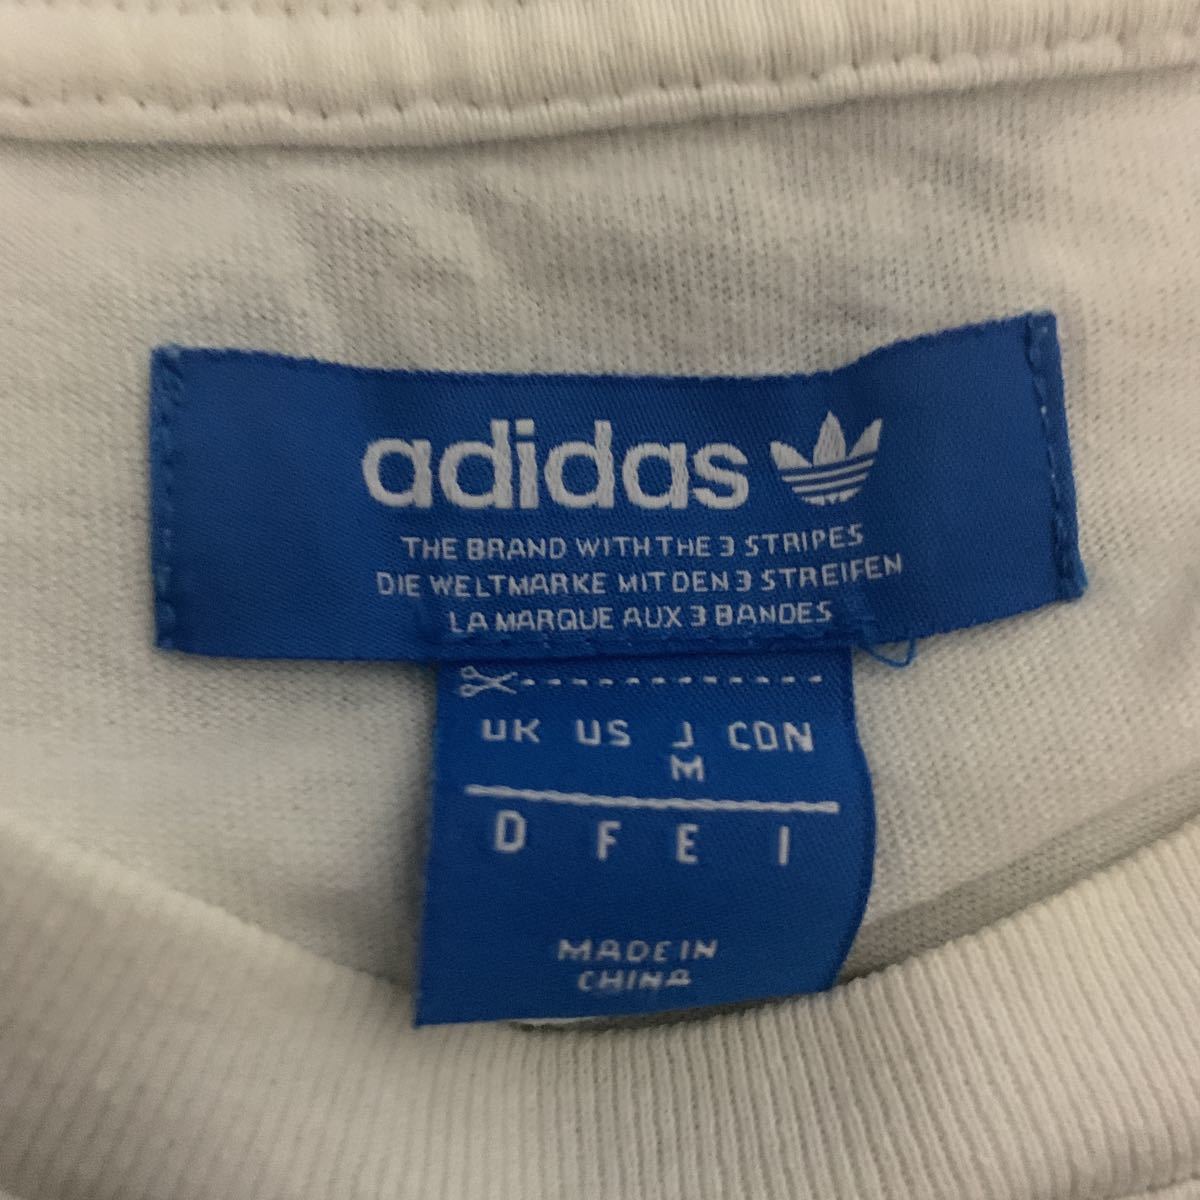 adidas
THE BRAND WITH THE 3 STRIPES
DIE WELTMARKE MIT DEN 3 STREIFEN
LA MARQUE AUX 3 BANDES
UK US J CDN
M
D F E I
MADE IN
CHINA